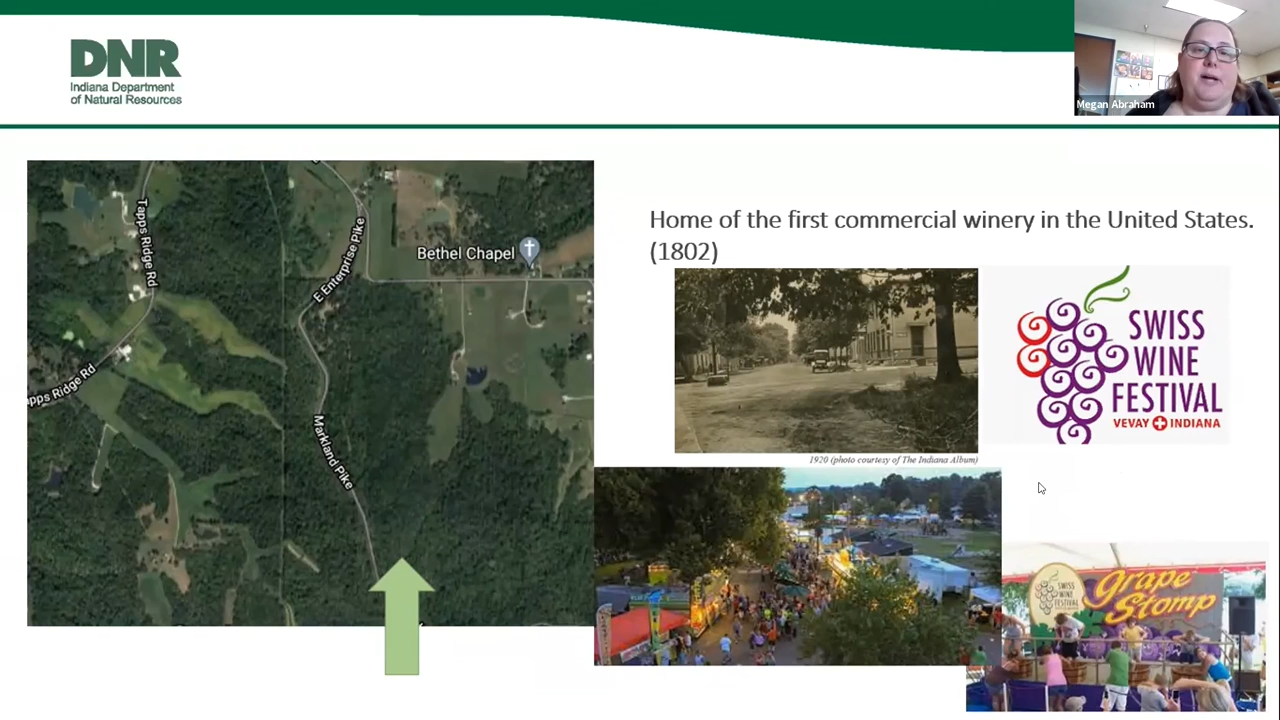 DNR
Indiana Department
of Natural Resources
Megan Abraham
Tapps Ridge Rd
E Enterprise Pike
Bethel Chapel
pps Ridge Rd
Markland Pike
Home of the first commercial winery in the United States.
(1802)
1920 (photo courtesy of The Indiana Album)
SWISS
WINE
FESTIVAL
VEVAY INDIANA
SWISS
WINE
FESTIVAL
Grape
Stomp